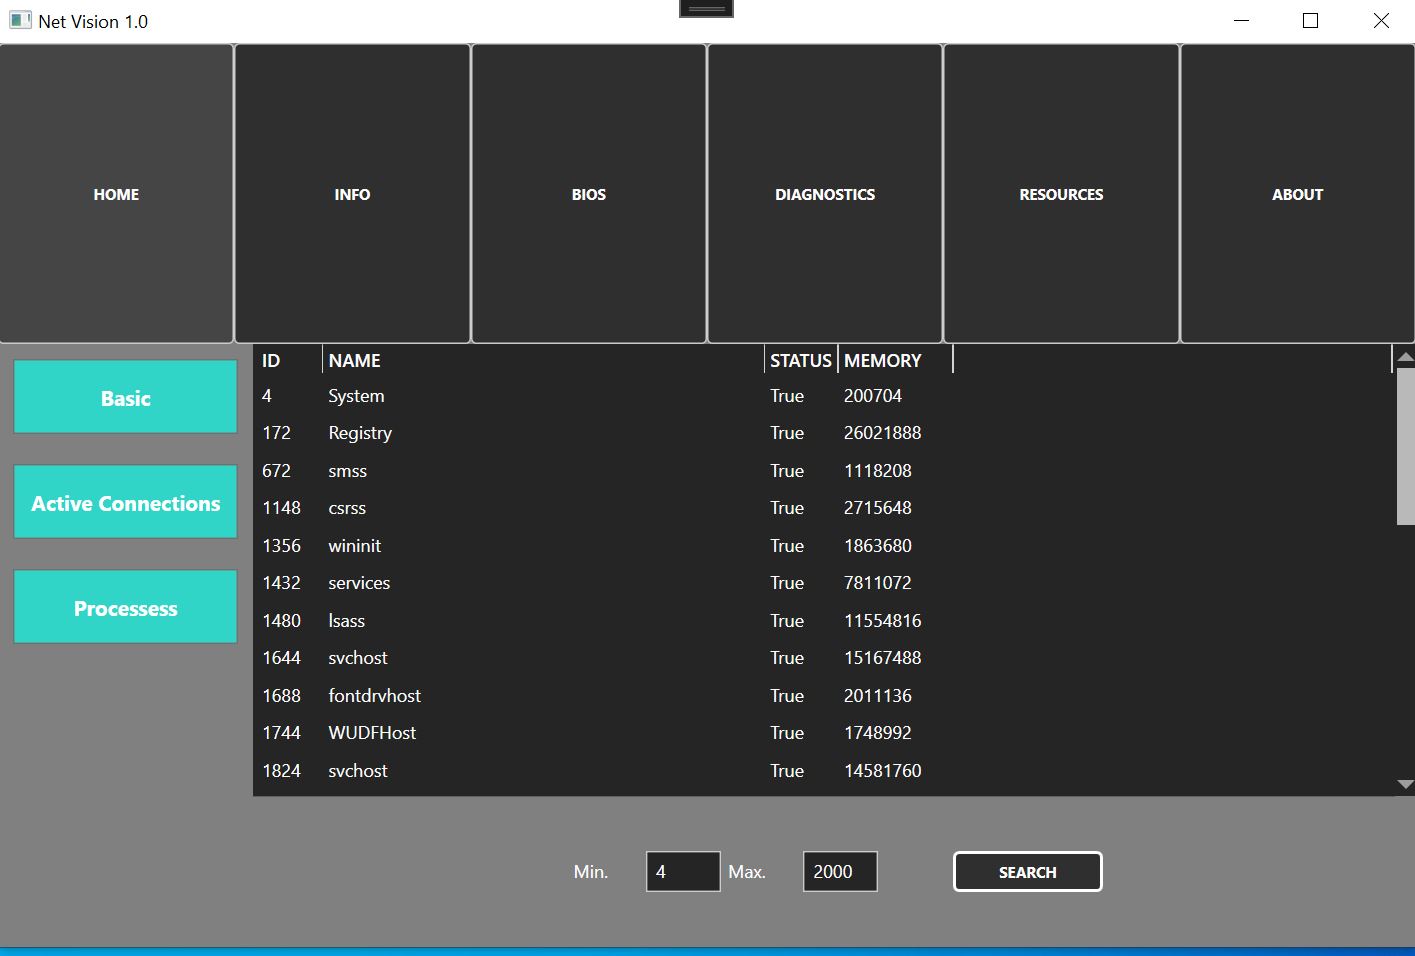 Net Vision 1.0
HOME INFO BIOS DIAGNOSTICS RESOURCES ABOUT
Basic
Active Connections
Processess
ID NAME STATUS MEMORY
4 System True 200704
172 Registry True 26021888
672 smss True 1118208
1148 csrss True 2715648
1356 wininit True 1863680
1432 services True 7811072
1480 lsass True 11554816
1644 svchost True 15167488
1688 fontdrvhost True 2011136
1744 WUDFHost True 1748992
1824 svchost True 14581760
Min. 4 Max. 2000 SEARCH